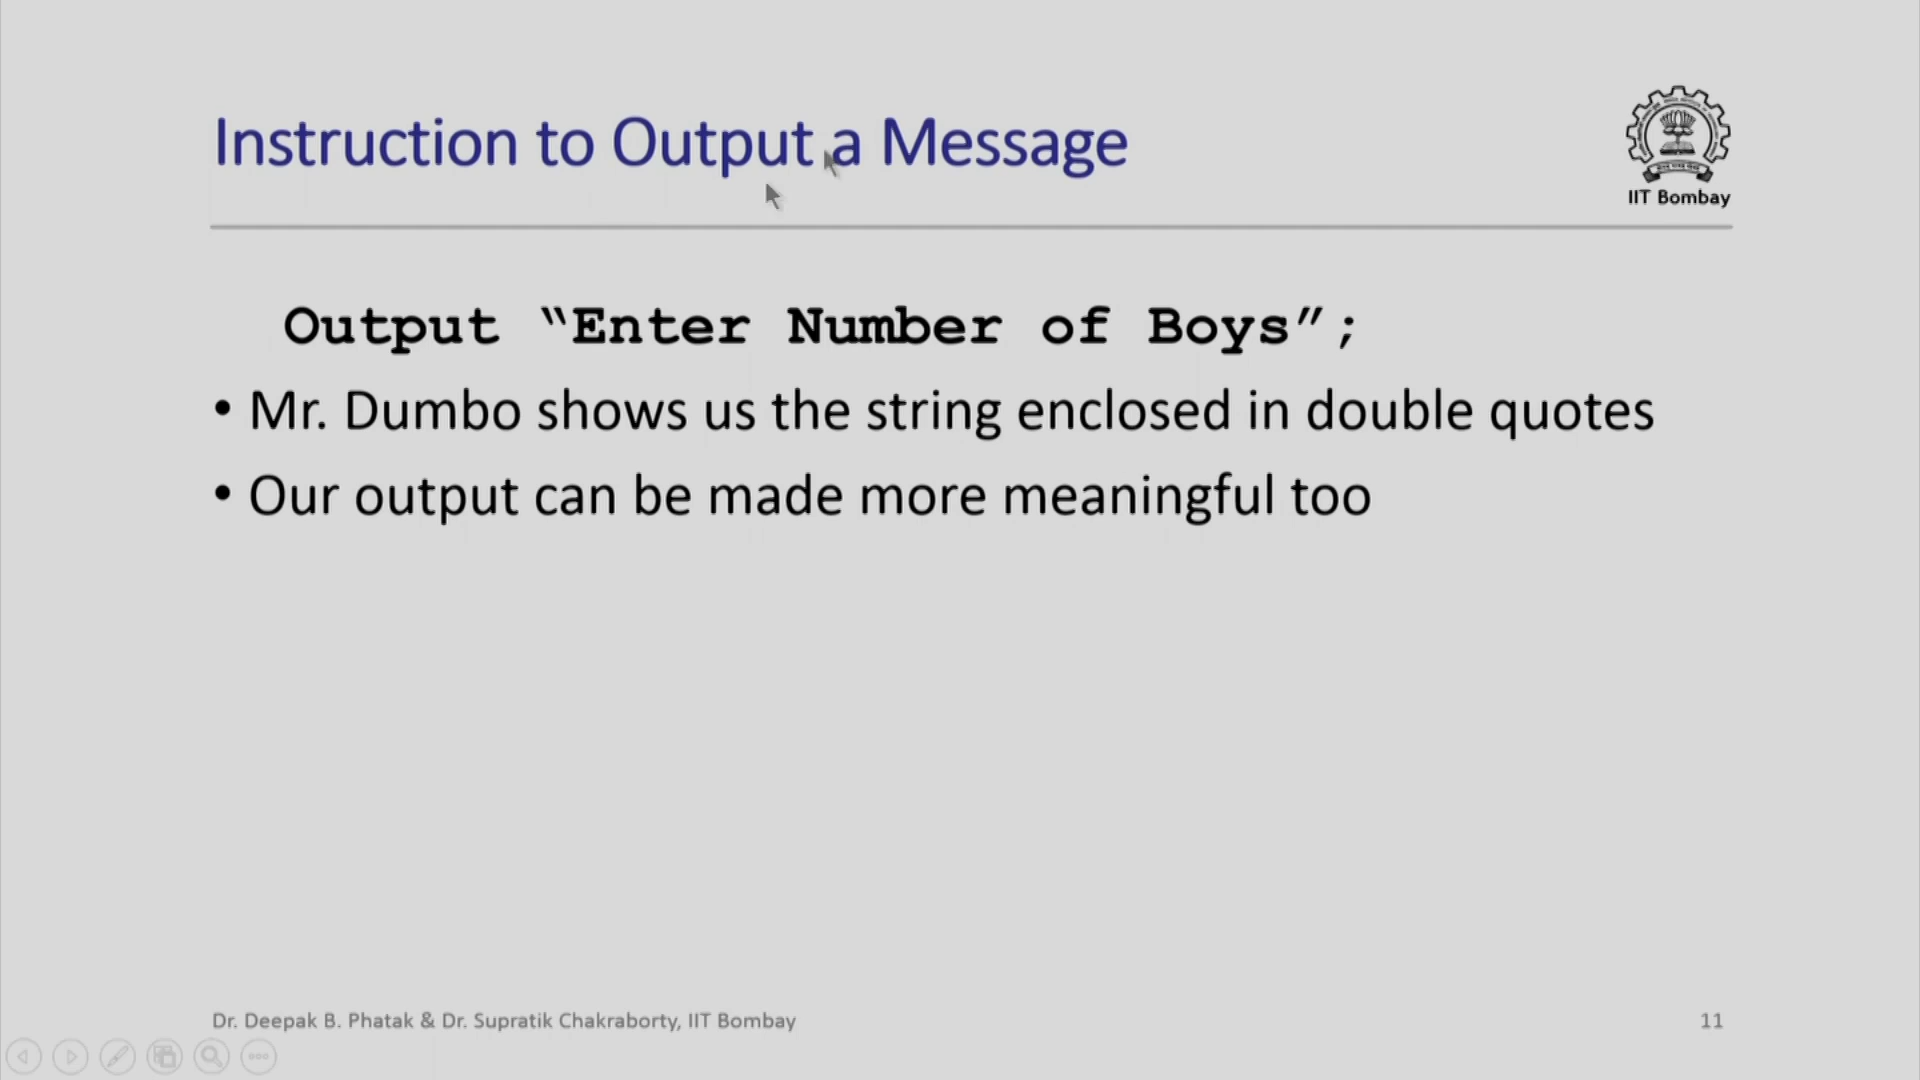 Instruction to Output a Message
IIT Bombay
Output “Enter Number of Boys”;
• Mr. Dumbo shows us the string enclosed in double quotes
• Our output can be made more meaningful too
Dr. Deepak B. Phatak & Dr. Supratik Chakraborty, IIT Bombay
11